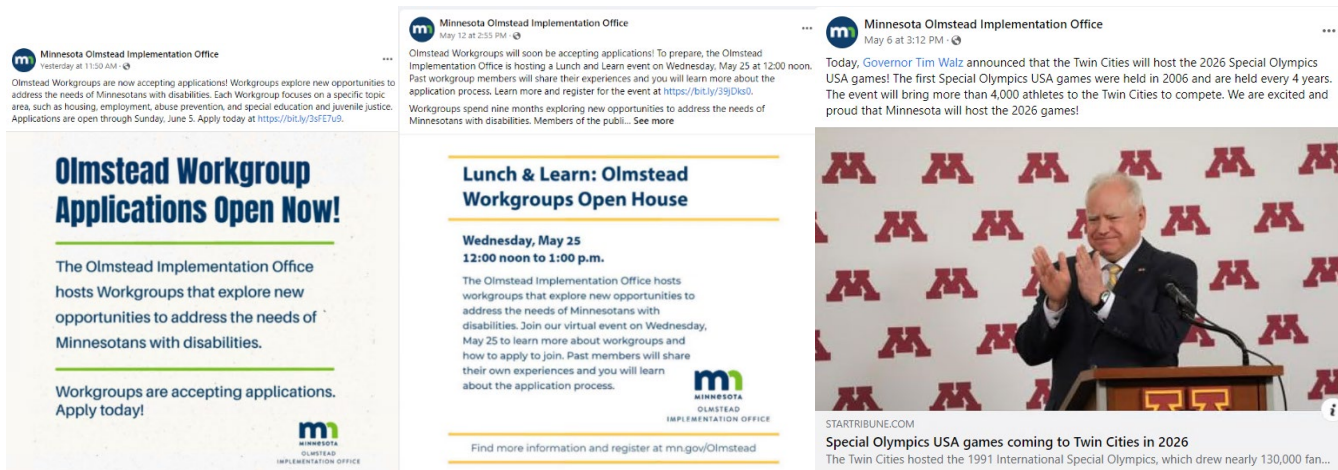 Minnesota Olmstead Implementation Office
Yesterday at 11:50 AM ·
Olmstead Workgroups are now accepting applications! Workgroups explore new opportunities to
address the needs of Minnesotans with disabilities. Each Workgroup focuses on a specific topic
area, such as housing, employment, abuse prevention, and special education and juvenile justice.
Applications are open through Sunday, June 5. Apply today at https://bit.ly/3sFE7u9.
Olmstead Workgroup
Applications Open Now!
The Olmstead Implementation Office
hosts Workgroups that explore new
opportunities to address the needs of
Minnesotans with disabilities.
Workgroups are accepting applications.
Apply today!
mn
MINNESOTA
OLMSTEAD
IMPLEMENTATION OFFICE
Minnesota Olmstead Implementation Office
May 12 at 2:55 PM ·
Olmstead Workgroups will soon be accepting applications! To prepare, the Olmstead
Implementation Office is hosting a Lunch and Learn event on Wednesday, May 25 at 12:00 noon.
Past workgroup members will share their experiences and you will learn more about the
application process. Learn more and register for the event at https://bit.ly/39jDks0.
Workgroups spend nine months exploring new opportunities to address the needs of
Minnesotans with disabilities. Members of the publi... See more
Lunch & Learn: Olmstead
Workgroups Open House
Wednesday, May 25
12:00 noon to 1:00 p.m.
The Olmstead Implementation Office hosts
workgroups that explore new opportunities to
address the needs of Minnesotans with
disabilities. Join our virtual event on Wednesday,
May 25 to learn more about workgroups and
how to apply to join. Past members will share
their own experiences and you will learn
about the application process.
mn
MINNESOTA
OLMSTEAD
IMPLEMENTATION OFFICE
Find more information and register at mn.gov/Olmstead
Minnesota Olmstead Implementation Office
May 6 at 3:12 PM ·
Today, Governor Tim Walz announced that the Twin Cities will host the 2026 Special Olympics
USA games! The first Special Olympics USA games were held in 2006 and are held every 4 years.
The event will bring more than 4,000 athletes to the Twin Cities to compete. We are excited and
proud that Minnesota will host the 2026 games!
STARTRIBUNE.COM
Special Olympics USA games coming to Twin Cities in 2026
The Twin Cities hosted the 1991 International Special Olympics, which drew nearly 130,000 fan...